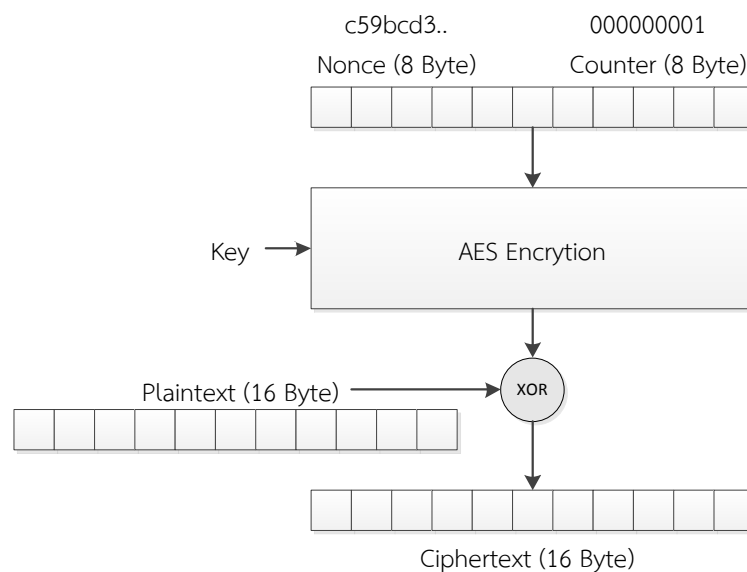 c59bcd3.. 000000001
Nonce (8 Byte) Counter (8 Byte)
Key
AES Encrytion
XOR
Plaintext (16 Byte)
Ciphertext (16 Byte)